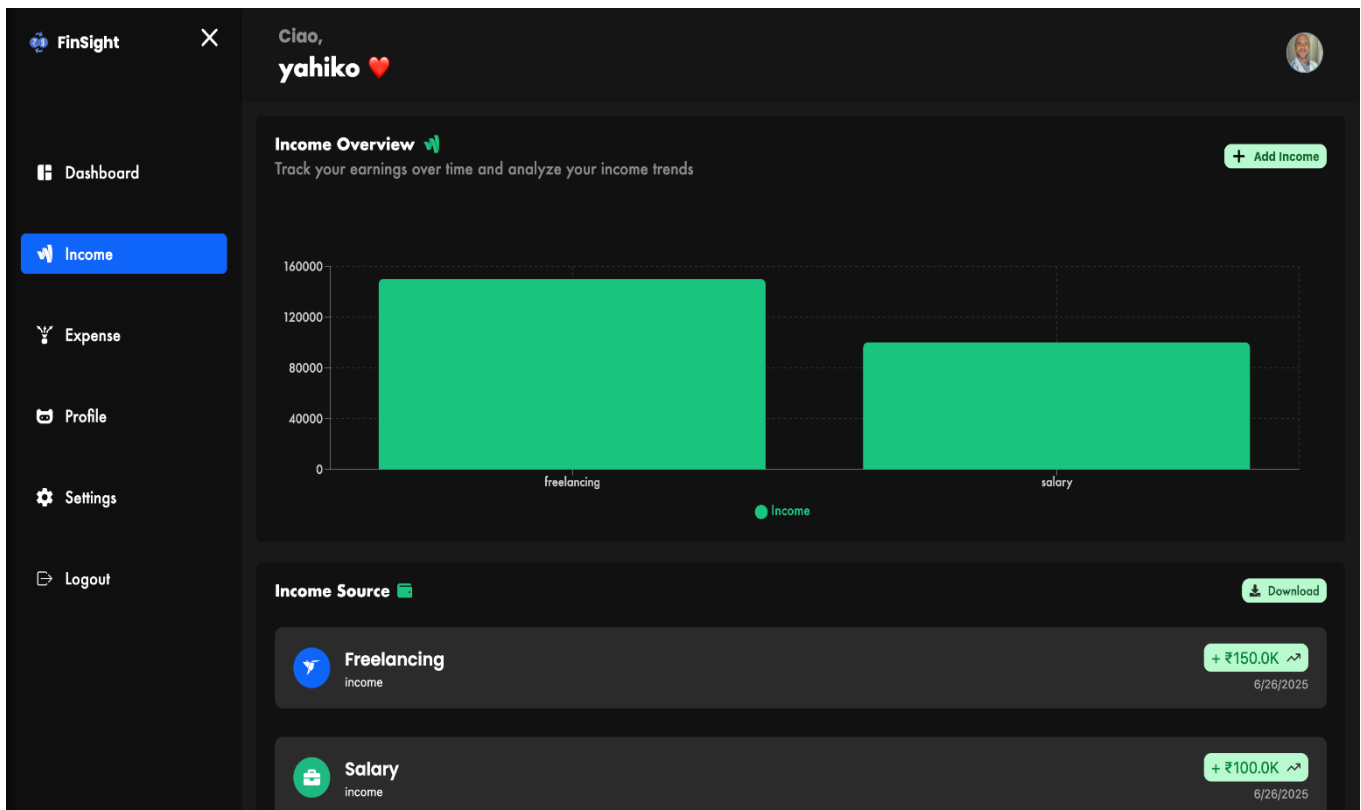 FinSight
Dashboard
Income
Expense
Profile
Settings
Logout
Ciao,
yahiko ❤️
Income Overview
Track your earnings over time and analyze your income trends
+ Add Income
160000
120000
80000
40000
0
freelancing
salary
Income
Income Source
Download
Freelancing
income
+ ₹150.0K
6/26/2025
Salary
income
+ ₹100.0K
6/26/2025